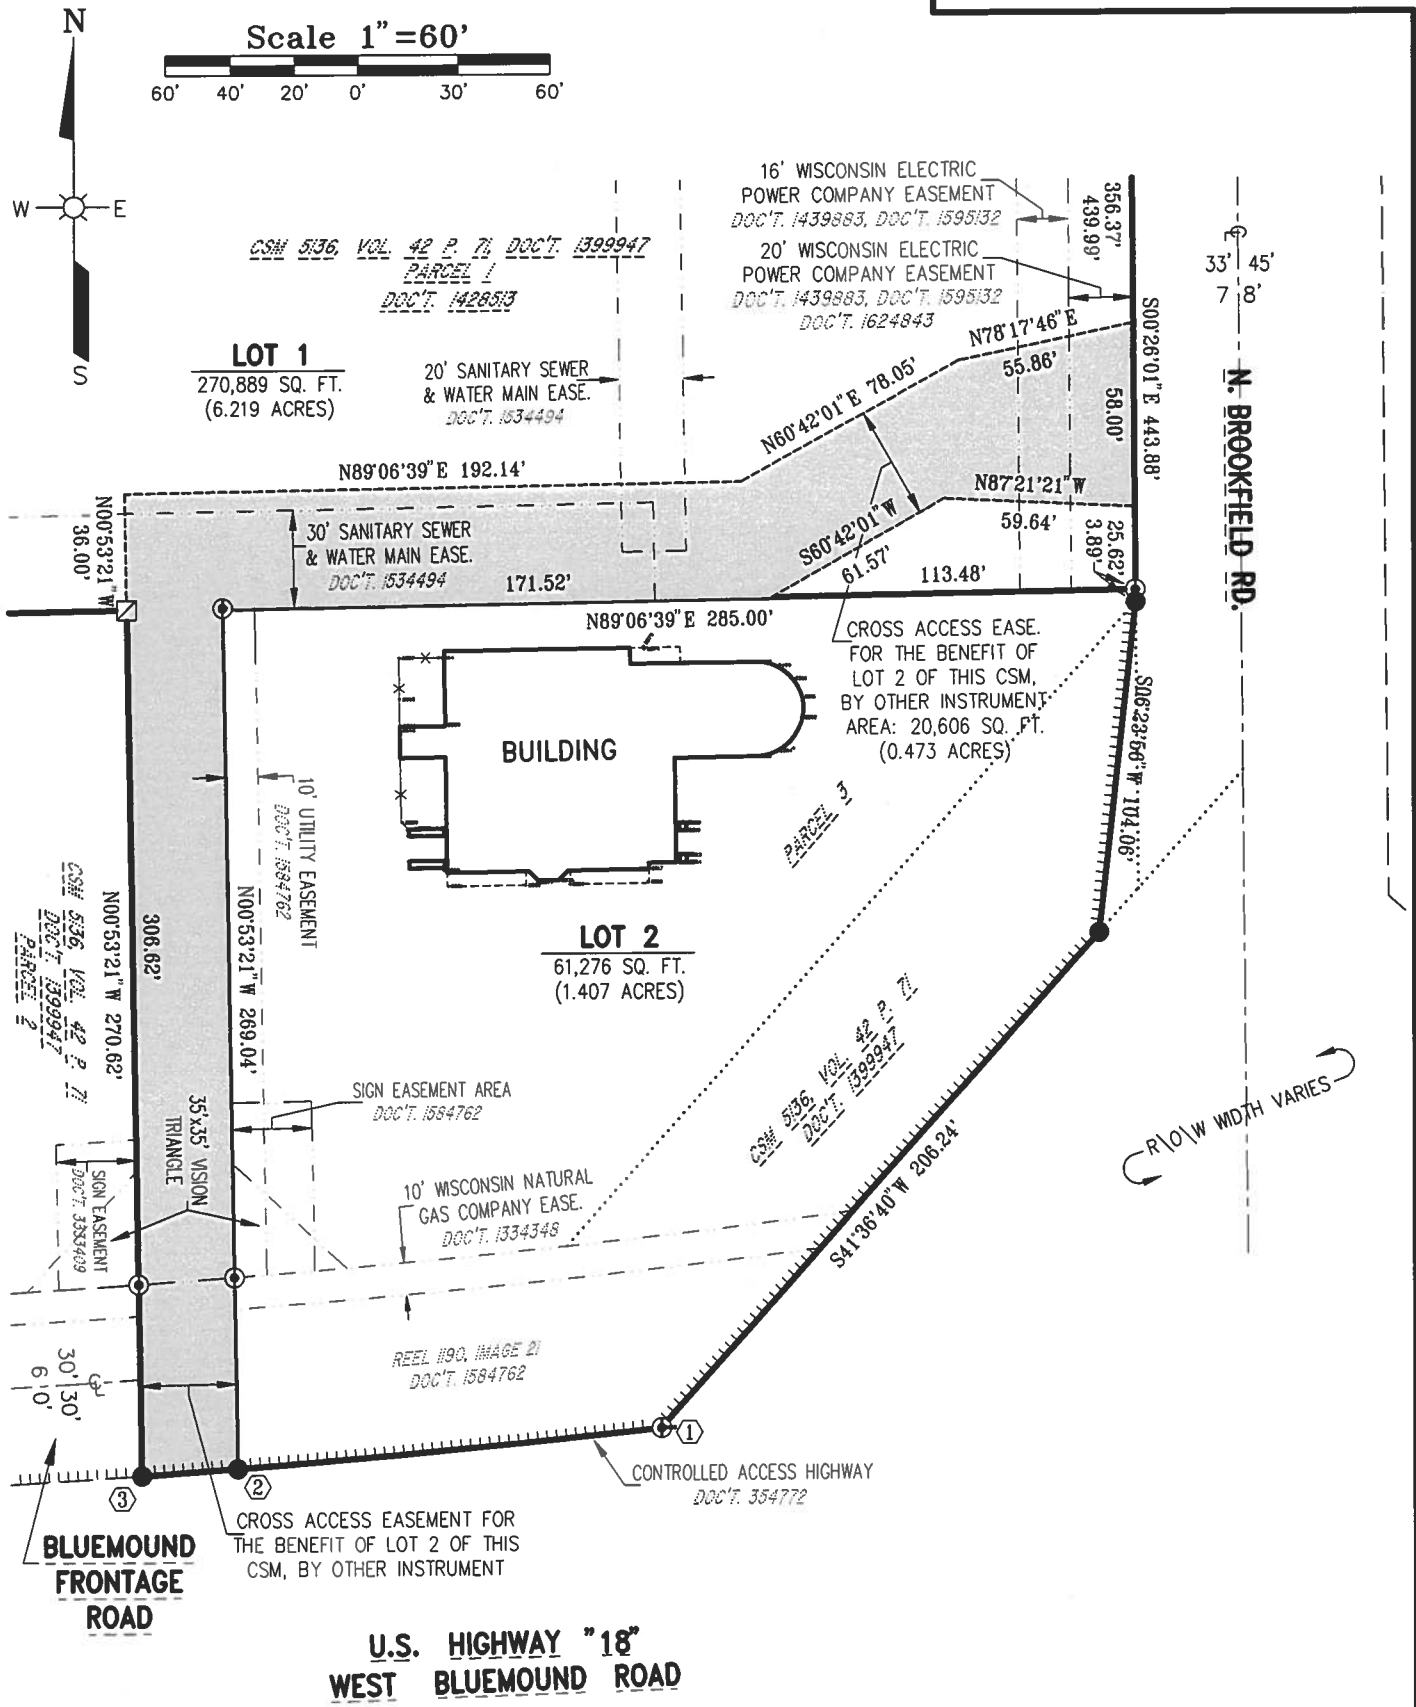 N
Scale 1"=60'
60' 40' 20' 0' 30' 60'
W E
S
16' WISCONSIN ELECTRIC
POWER COMPANY EASEMENT
DOC'T. 1439883, DOC'T. 1595132
20' WISCONSIN ELECTRIC
POWER COMPANY EASEMENT
DOC'T. 1439883, DOC'T. 1595132
DOC'T. 1624843
356.37'
439.99'
33' 45'
7 8'
CSM 5136, VOL. 42 P. 71, DOC'T. 1399947
PARCEL 1
DOC'T. 1428513
LOT 1
270,889 SQ. FT.
(6.219 ACRES)
20' SANITARY SEWER
& WATER MAIN EASE.
DOC'T. 1534494
N78°17'46"E
55.86'
N60°42'01"E 78.05'
S00°26'01"E 443.88'
58.00'
N. BROOKFIELD RD.
N89°06'39"E 192.14'
N87°21'21"W
59.64'
N00°53'21"W
36.00'
30' SANITARY SEWER
& WATER MAIN EASE.
DOC'T. 1534494
S60°42'01"W
61.57'
25.62'
3.89'
171.52'
113.48'
N89°06'39"E 285.00'
CROSS ACCESS EASE.
FOR THE BENEFIT OF
LOT 2 OF THIS CSM,
BY OTHER INSTRUMENT
AREA: 20,606 SQ. FT.
(0.473 ACRES)
BUILDING
S06°23'56"W 104.06'
10' UTILITY EASEMENT
DOC'T. 1584762
PARCEL 3
LOT 2
61,276 SQ. FT.
(1.407 ACRES)
CSM 5136, VOL. 42 P. 71
DOC'T. 1399947
PARCEL 2
N00°53'21"W 270.62'
306.62'
N00°53'21"W 269.04'
CSM 5136, VOL. 42 P. 71
DOC'T. 1399947
SIGN EASEMENT AREA
DOC'T. 1584762
35'x35' VISION
TRIANGLE
SIGN EASEMENT
DOC'T. 3383409
R\O\W WIDTH VARIES
10' WISCONSIN NATURAL
GAS COMPANY EASE.
DOC'T. 1334348
S41°36'40"W 206.24'
REEL 1190, IMAGE 21
DOC'T. 1584762
30' 30'
6 0'
1
2
3
CONTROLLED ACCESS HIGHWAY
DOC'T. 354772
CROSS ACCESS EASEMENT FOR
THE BENEFIT OF LOT 2 OF THIS
CSM, BY OTHER INSTRUMENT
BLUEMOUND
FRONTAGE
ROAD
U.S. HIGHWAY "18"
WEST BLUEMOUND ROAD